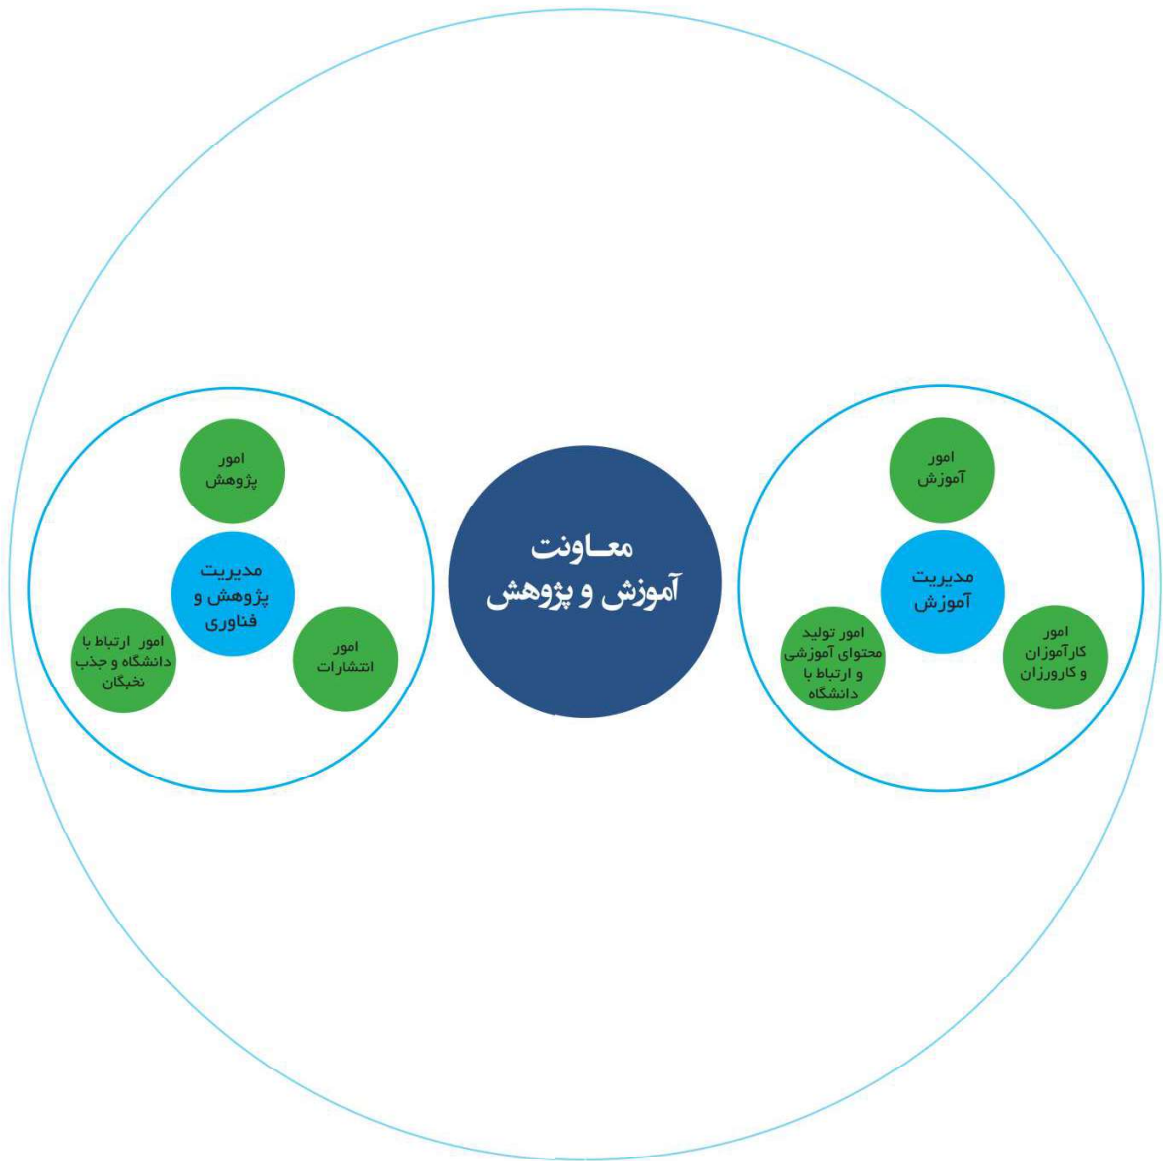 معــاونت
آموزش و پژوهش
امور
آموزش
مدیریت
آموزش
امور
کارآموزان
و کارورزان
امور تولید
محتوای آموزشی
و ارتباط با
دانشگاه
امور
پژوهش
مدیریت
پژوهش و
فناوری
امور
انتشارات
امور ارتباط با
دانشگاه و جذب
نخبگان